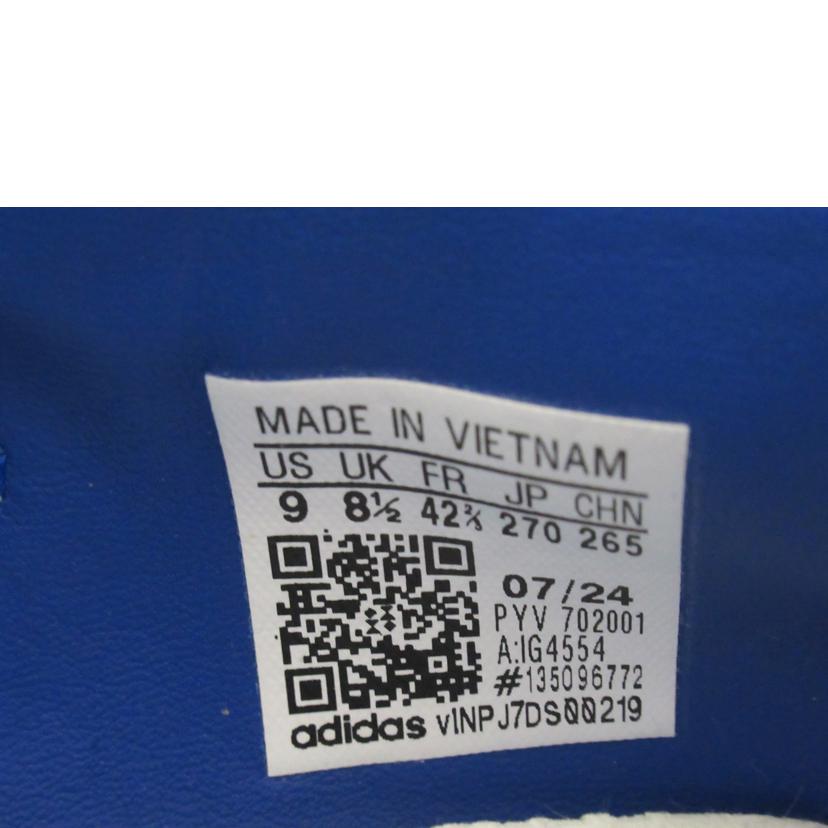 MADE IN VIETNAM
US UK FR JP CHN
9 8½ 42⅔ 270 265
07/24
PYV 702001
A:IG4554
#135096772
adidas vINPJ7DS00219